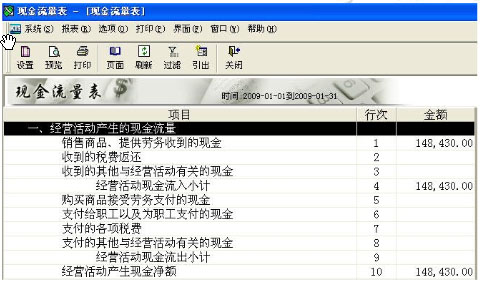 现金流量表 - [现金流量表]
系统(S) 报表(R) 选项(O) 打印(P) 界面(F) 窗口(W) 帮助(H)
设置 预览 打印 页面 刷新 过滤 引出 关闭
现金流量表 时间:2009-01-01到2009-01-31
项目 行次 金额
一、经营活动产生的现金流量
销售商品、提供劳务收到的现金 1 148,430.00
收到的税费返还 2
收到的其他与经营活动有关的现金 3
经营活动现金流入小计 4 148,430.00
购买商品接受劳务支付的现金 5
支付给职工以及为职工支付的现金 6
支付的各项税费 7
支付的其他与经营活动有关的现金 8
经营活动现金流出小计 9
经营活动产生现金净额 10 148,430.00